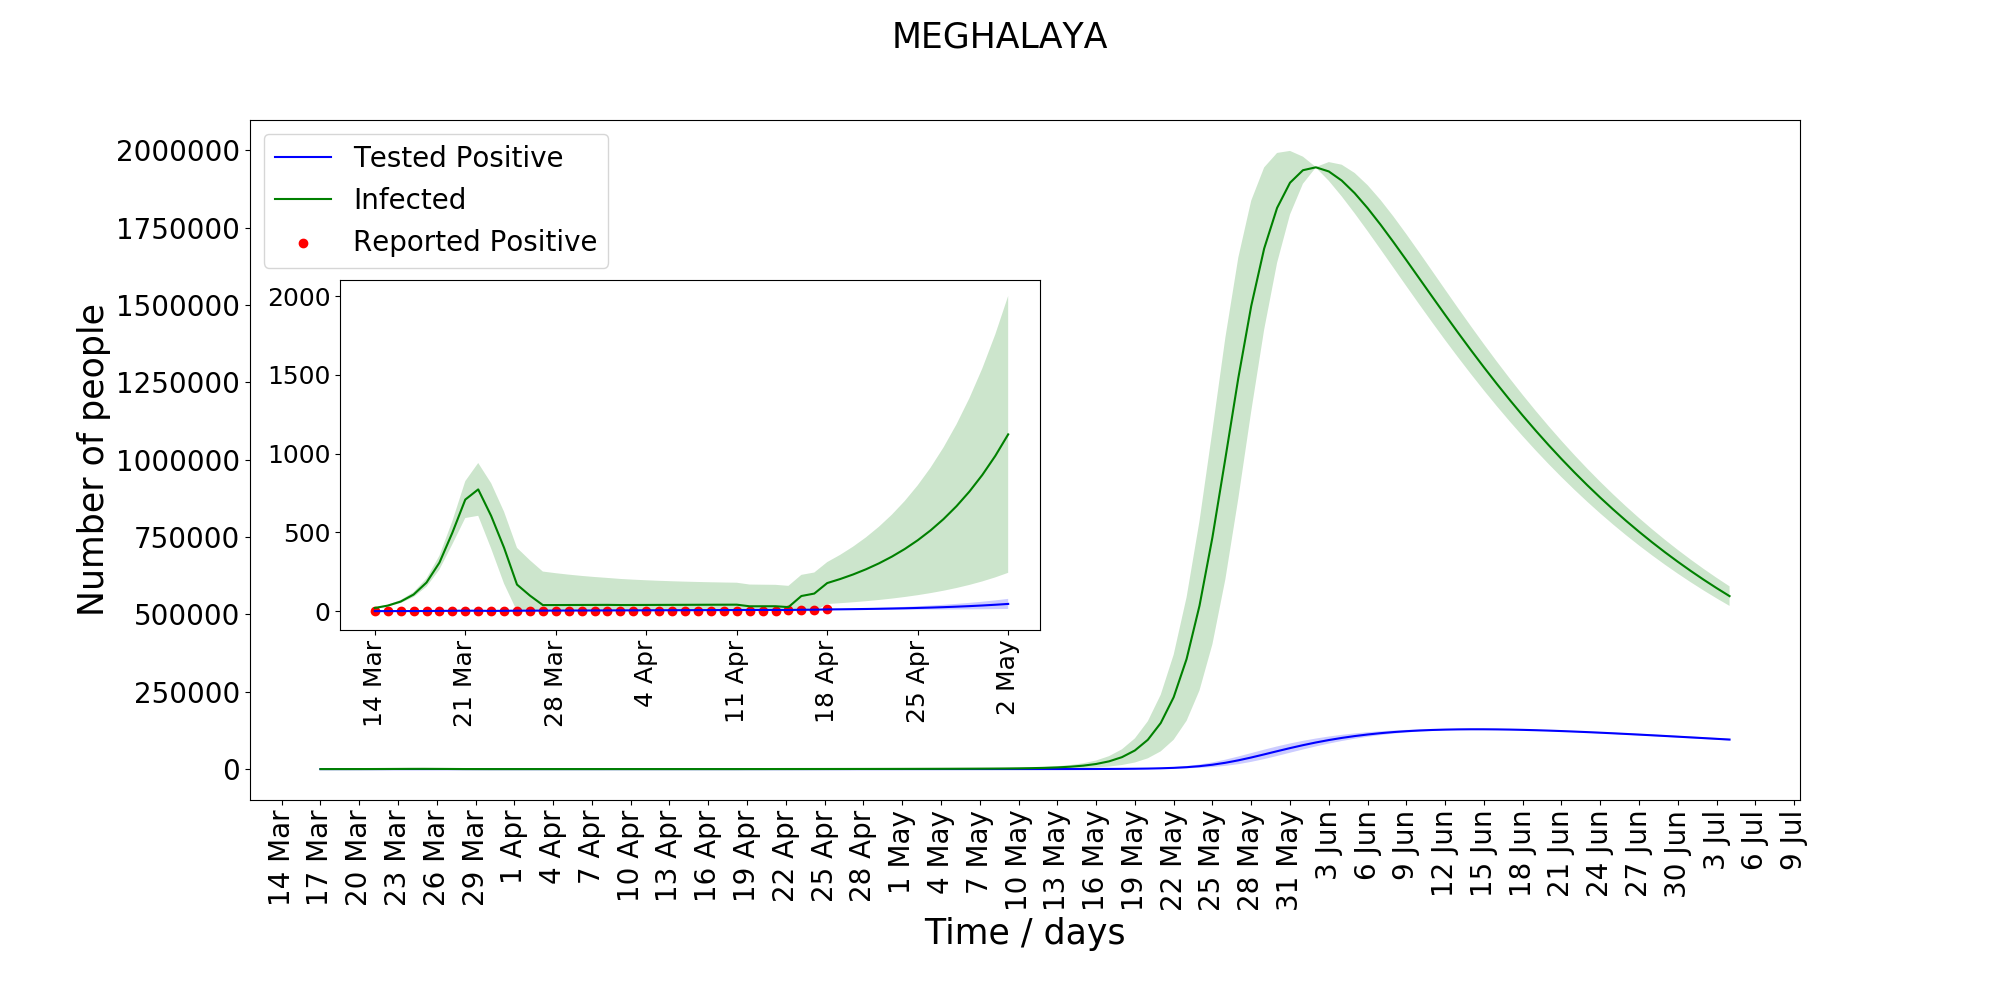 MEGHALAYA
Tested Positive
Infected
Reported Positive
Number of people
2000000
1750000
1500000
1250000
1000000
750000
500000
250000
0
2000
1500
1000
500
0
14 Mar
21 Mar
28 Mar
4 Apr
11 Apr
18 Apr
25 Apr
2 May
14 Mar
17 Mar
20 Mar
23 Mar
26 Mar
29 Mar
1 Apr
4 Apr
7 Apr
10 Apr
13 Apr
16 Apr
19 Apr
22 Apr
25 Apr
28 Apr
1 May
4 May
7 May
10 May
13 May
16 May
19 May
22 May
25 May
28 May
31 May
3 Jun
6 Jun
9 Jun
12 Jun
15 Jun
18 Jun
21 Jun
24 Jun
27 Jun
30 Jun
3 Jul
6 Jul
9 Jul
Time / days